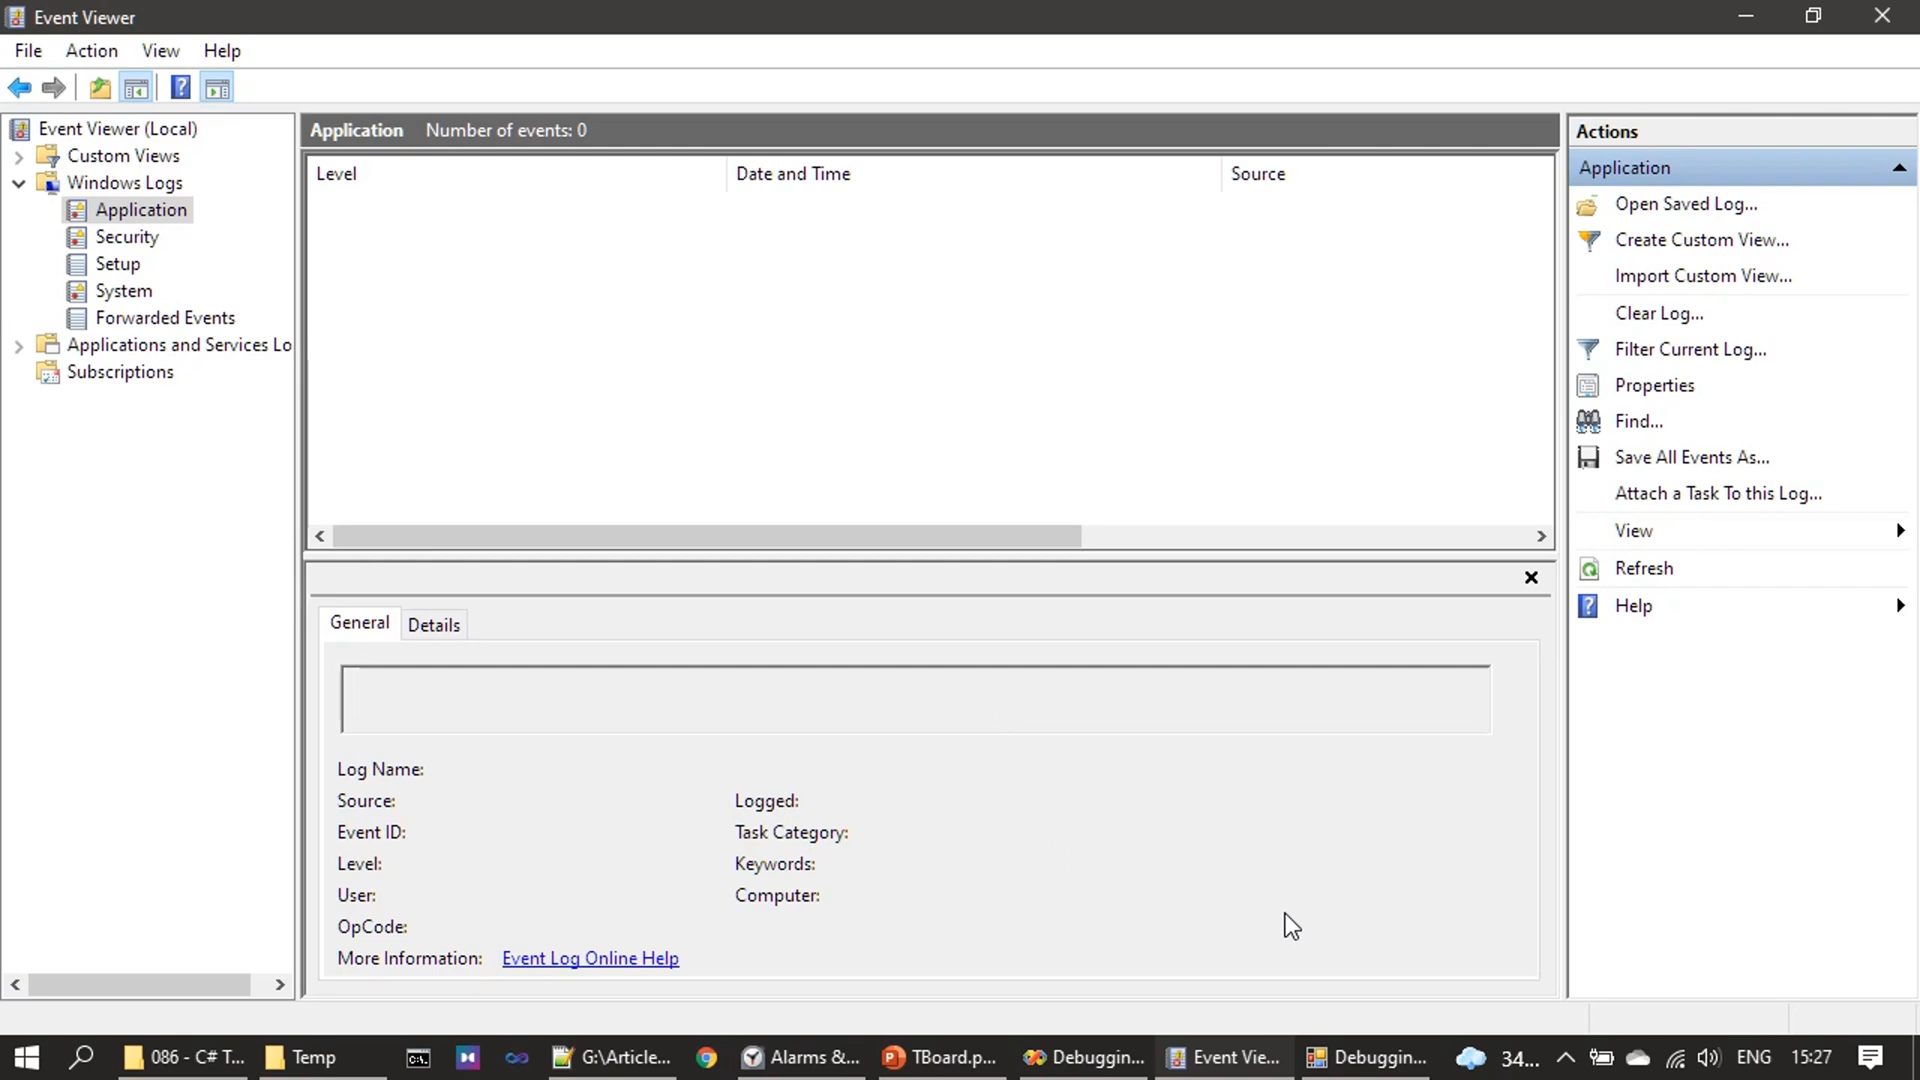 Event Viewer
File Action View Help
Event Viewer (Local)
Custom Views
Windows Logs
Application
Security
Setup
System
Forwarded Events
Applications and Services Lo
Subscriptions
Application Number of events: 0
Level Date and Time Source
General Details
Log Name:
Source: Logged:
Event ID: Task Category:
Level: Keywords:
User: Computer:
OpCode:
More Information: Event Log Online Help
Actions
Application
Open Saved Log...
Create Custom View...
Import Custom View...
Clear Log...
Filter Current Log...
Properties
Find...
Save All Events As...
Attach a Task To this Log...
View
Refresh
Help
086 - C# T... Temp G:\Article... Alarms &... TBoard.p... Debuggin... Event Vie... Debuggin... 34... ENG 15:27